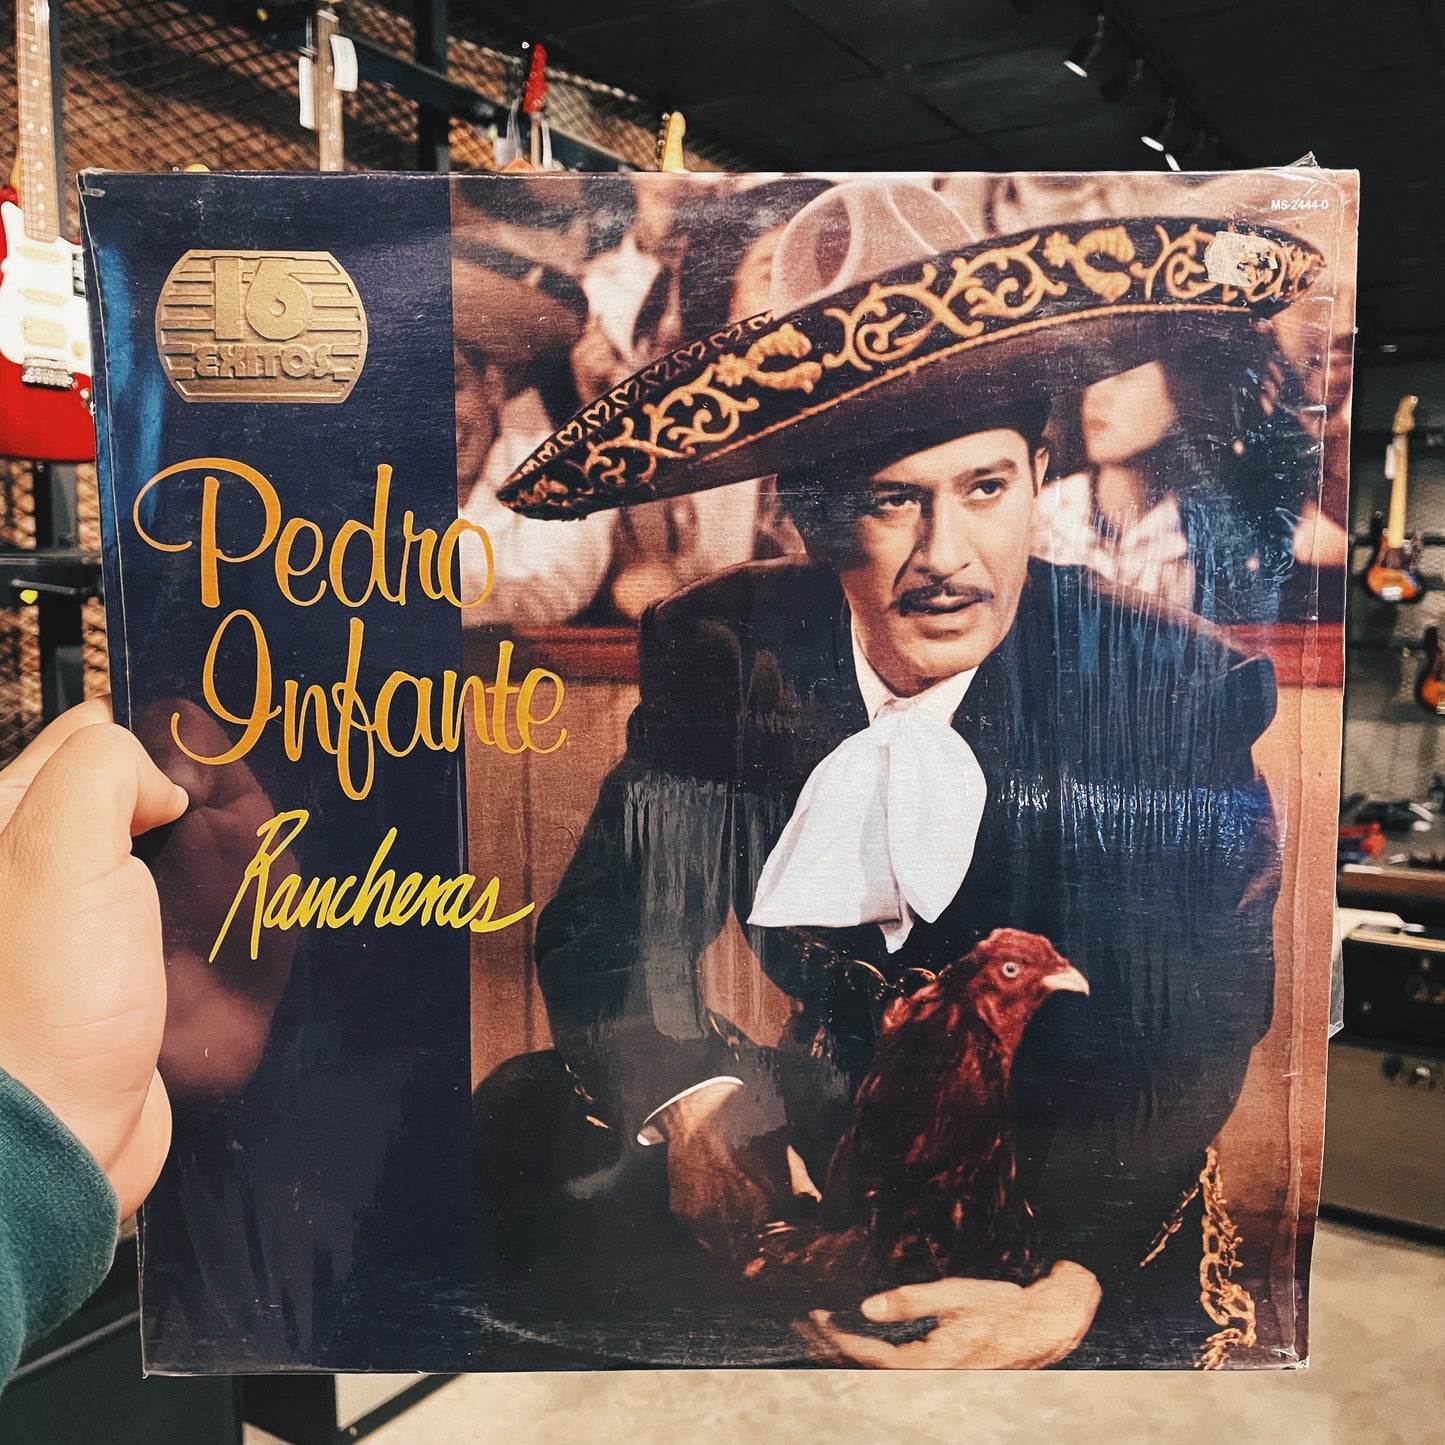 MS-2444-0
16
EXITOS
Pedro
Infante
Rancheras